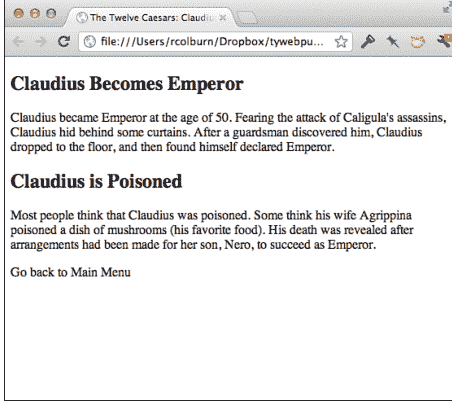 The Twelve Caesars: Claudiu
file:///Users/rcolburn/Dropbox/tywebpu...
Claudius Becomes Emperor
Claudius became Emperor at the age of 50. Fearing the attack of Caligula's assassins,
Claudius hid behind some curtains. After a guardsman discovered him, Claudius
dropped to the floor, and then found himself declared Emperor.
Claudius is Poisoned
Most people think that Claudius was poisoned. Some think his wife Agrippina
poisoned a dish of mushrooms (his favorite food). His death was revealed after
arrangements had been made for her son, Nero, to succeed as Emperor.
Go back to Main Menu